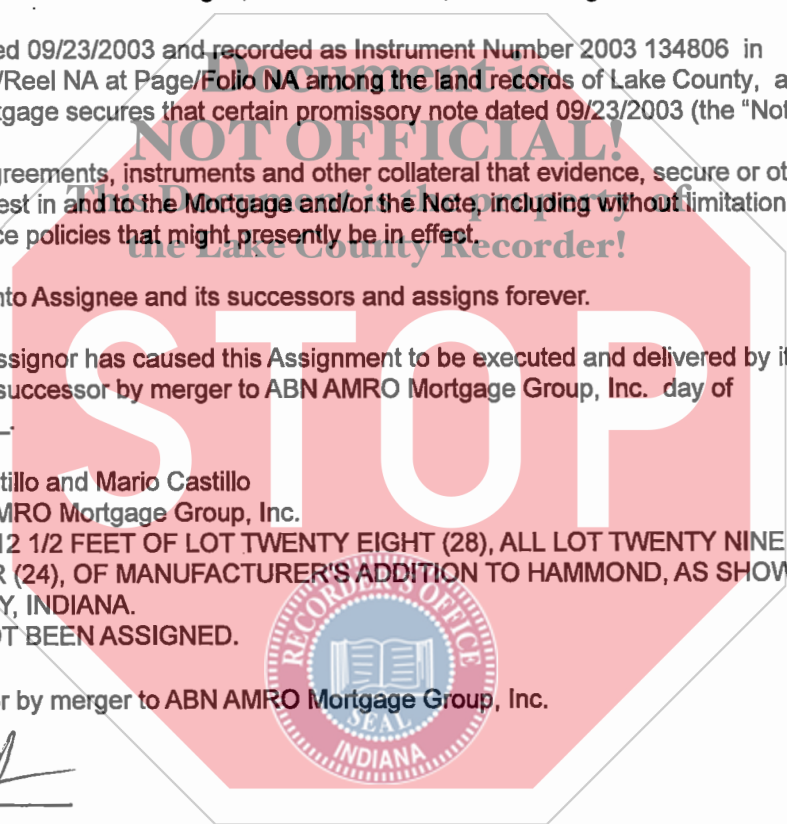 ed 09/23/2003 and recorded as Instrument Number 2003 134806 in
/Reel NA at Page/Folio NA among the land records of Lake County, a
tgage secures that certain promissory note dated 09/23/2003 (the "Not
Document is
NOT OFFICIAL!
This Document is the property of
the Lake County Recorder!
greements, instruments and other collateral that evidence, secure or ot
est in and to the Mortgage and/or the Note, including without limitation
ce policies that might presently be in effect.
nto Assignee and its successors and assigns forever.
ssignor has caused this Assignment to be executed and delivered by it
successor by merger to ABN AMRO Mortgage Group, Inc. day of
STOP
tillo and Mario Castillo
MRO Mortgage Group, Inc.
12 1/2 FEET OF LOT TWENTY EIGHT (28), ALL LOT TWENTY NINE
R (24), OF MANUFACTURER'S ADDITION TO HAMMOND, AS SHOW
Y, INDIANA.
OT BEEN ASSIGNED.
RECORDER'S OFFICE
SEAL
INDIANA
or by merger to ABN AMRO Mortgage Group, Inc.